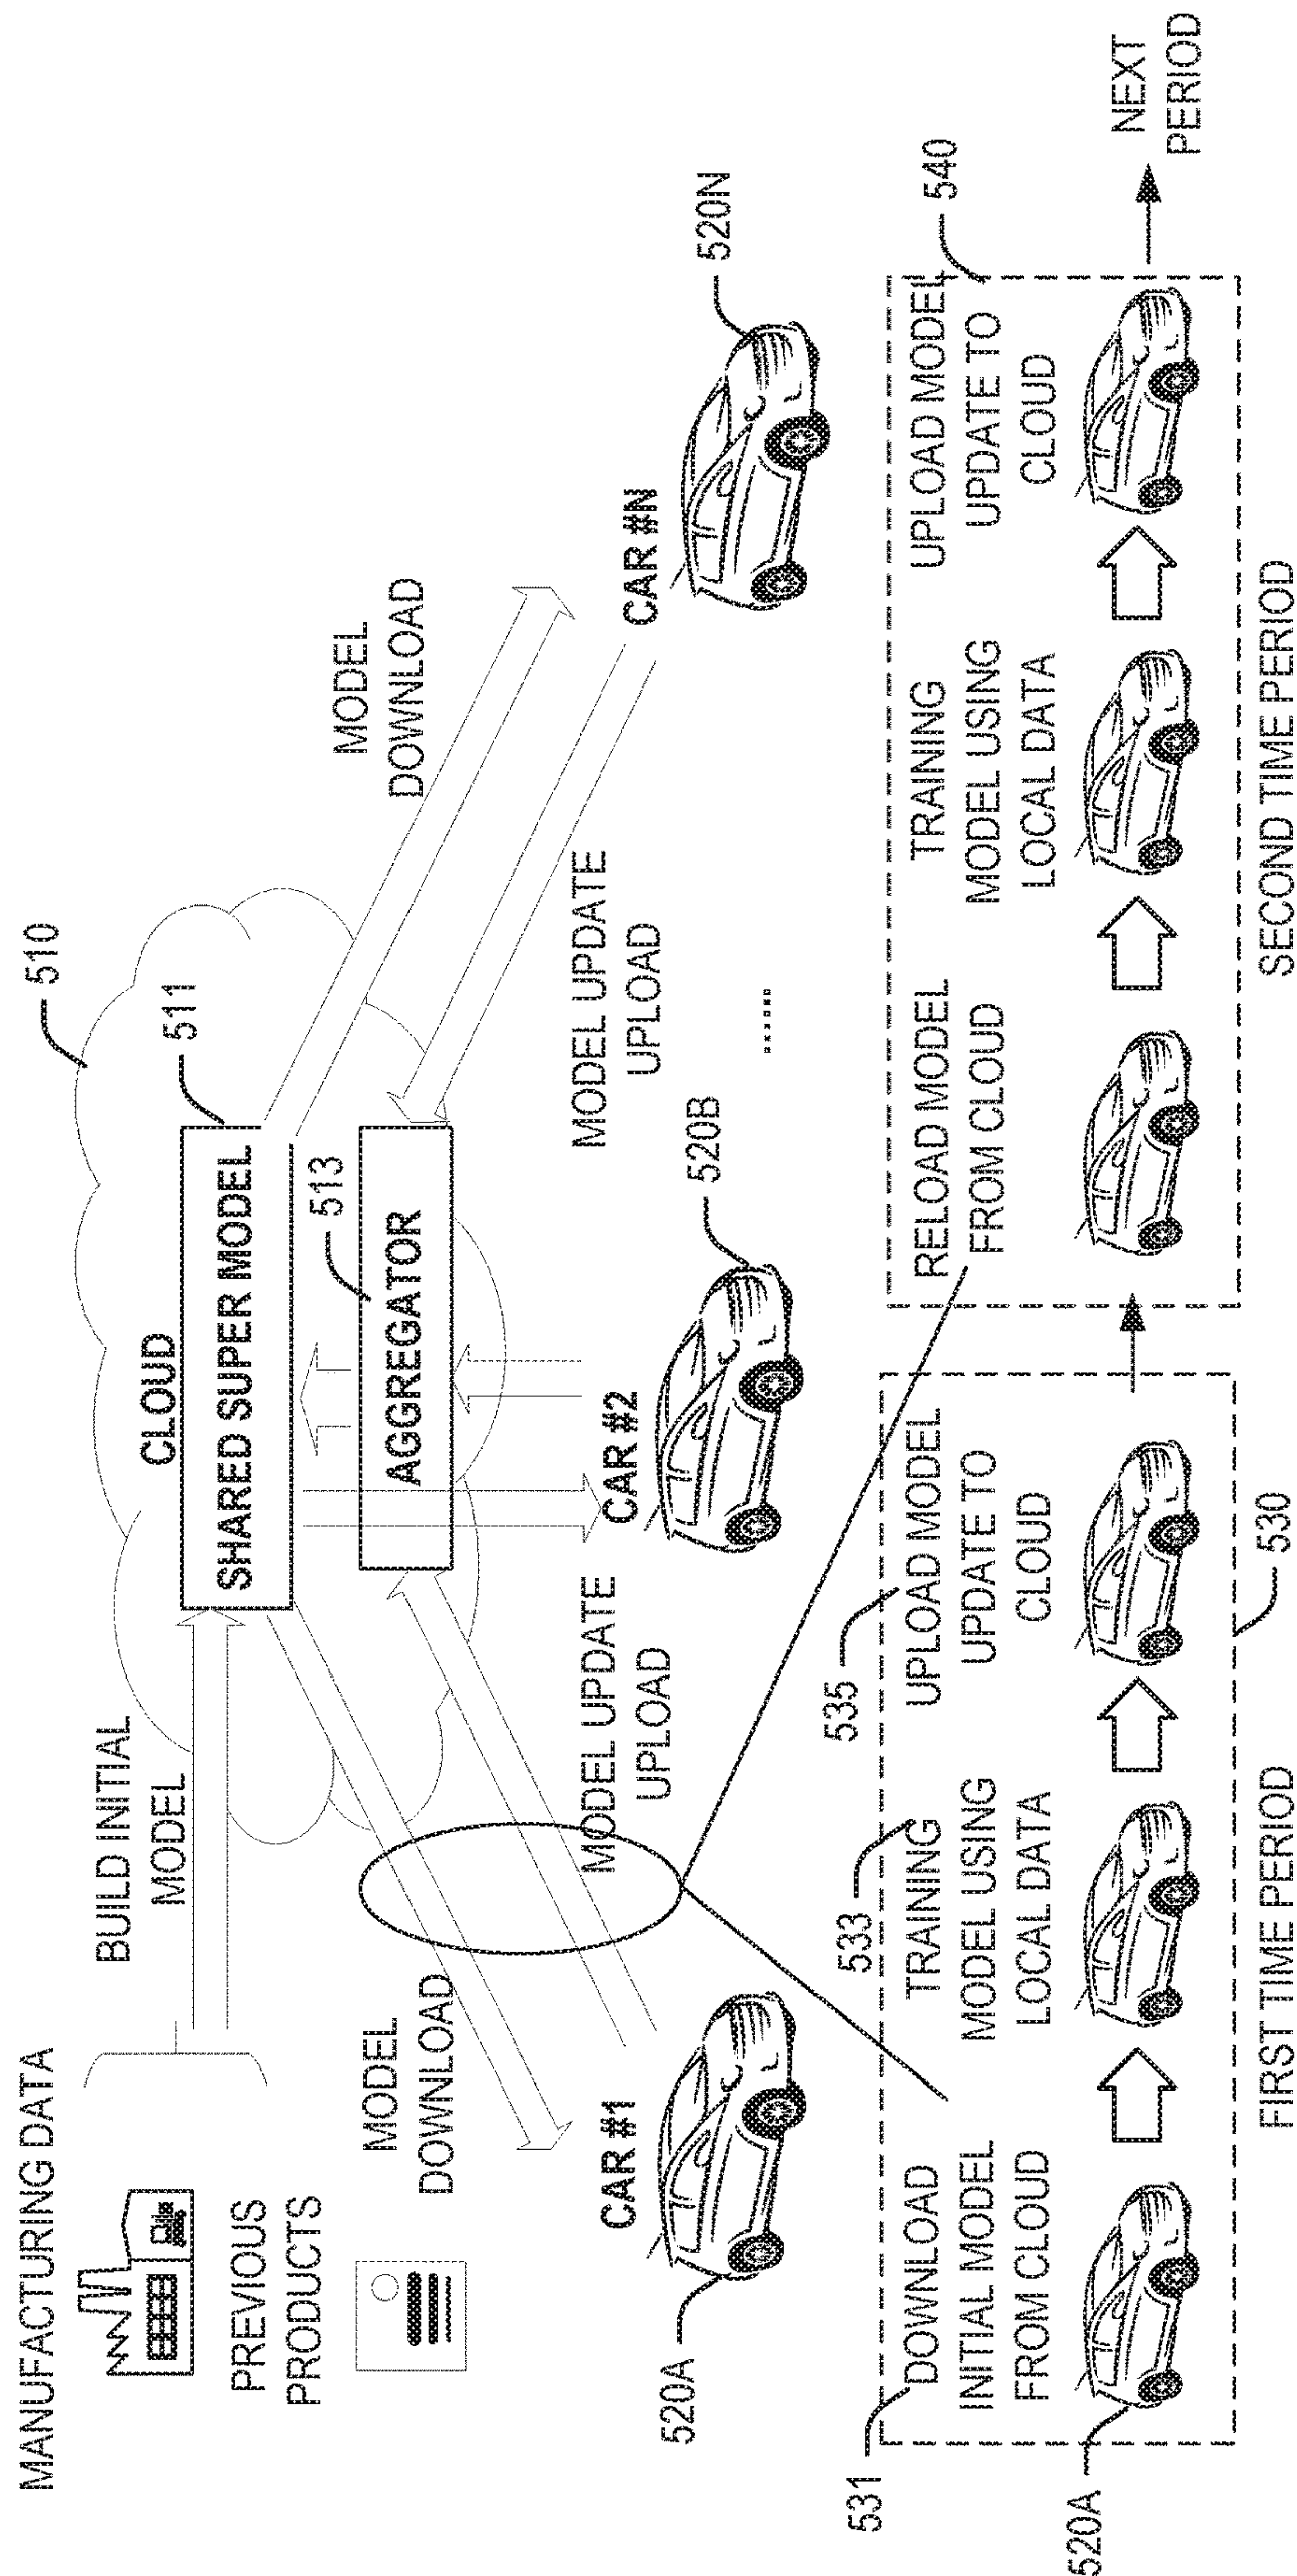 MANUFACTURING DATA
PREVIOUS
PRODUCTS
BUILD INITIAL
MODEL
CLOUD
SHARED SUPER MODEL
510
511
513
AGGREGATOR
MODEL
DOWNLOAD
MODEL UPDATE
UPLOAD
MODEL UPDATE
UPLOAD
MODEL
DOWNLOAD
CAR #1
520A
CAR #2
520B
......
CAR #N
520N
531
DOWNLOAD
INITIAL MODEL
FROM CLOUD
520A
533
TRAINING
MODEL USING
LOCAL DATA
535
UPLOAD MODEL
UPDATE TO
CLOUD
530
FIRST TIME PERIOD
RELOAD MODEL
FROM CLOUD
TRAINING
MODEL USING
LOCAL DATA
UPLOAD MODEL
UPDATE TO
CLOUD
540
SECOND TIME PERIOD
NEXT
PERIOD